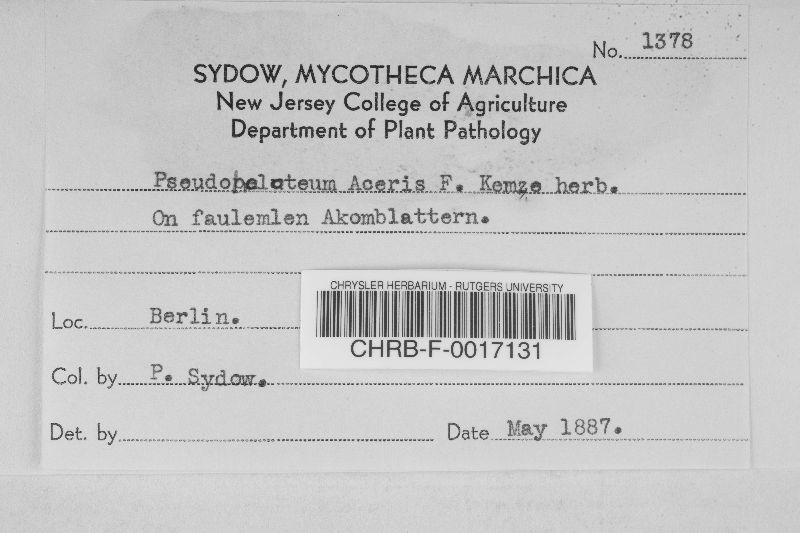 No. 1378
SYDOW, MYCOTHECA MARCHICA
New Jersey College of Agriculture
Department of Plant Pathology
Pseudopeloteum Aceris F. Kemze herb.
On faulemlen Akomblattern.
CHRYSLER HERBARIUM - RUTGERS UNIVERSITY
CHRB-F-0017131
Loc. Berlin.
Col. by P. Sydow.
Det. by
Date May 1887.